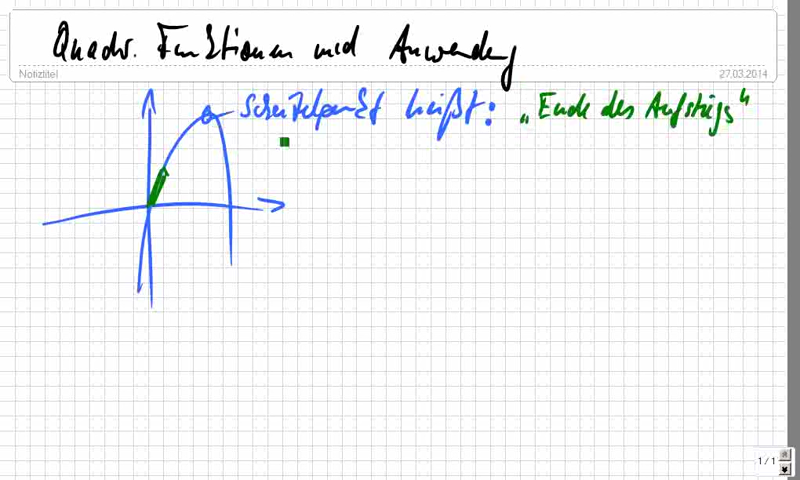 Quadr. Funktionen und Anwendung
Notiztitel
27.03.2014
Scheitelpunkt heißt: „Ende des Aufstiegs“
1 / 1